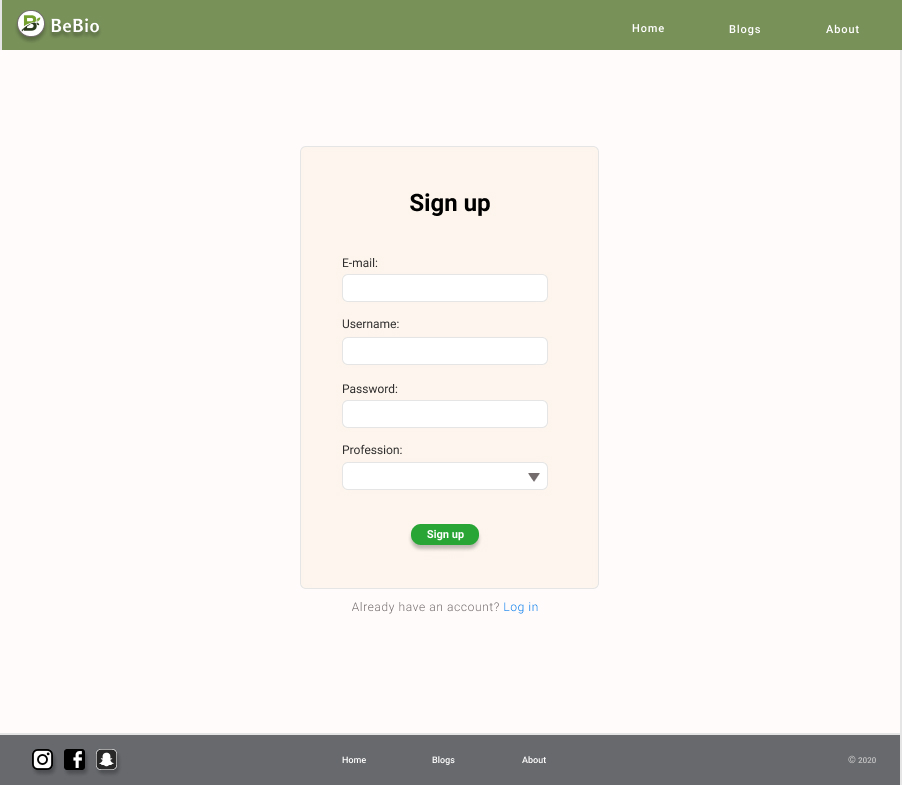 BeBio
Home Blogs About
Sign up
E-mail:
Username:
Password:
Profession:
Sign up
Already have an account? Log in
Home Blogs About © 2020